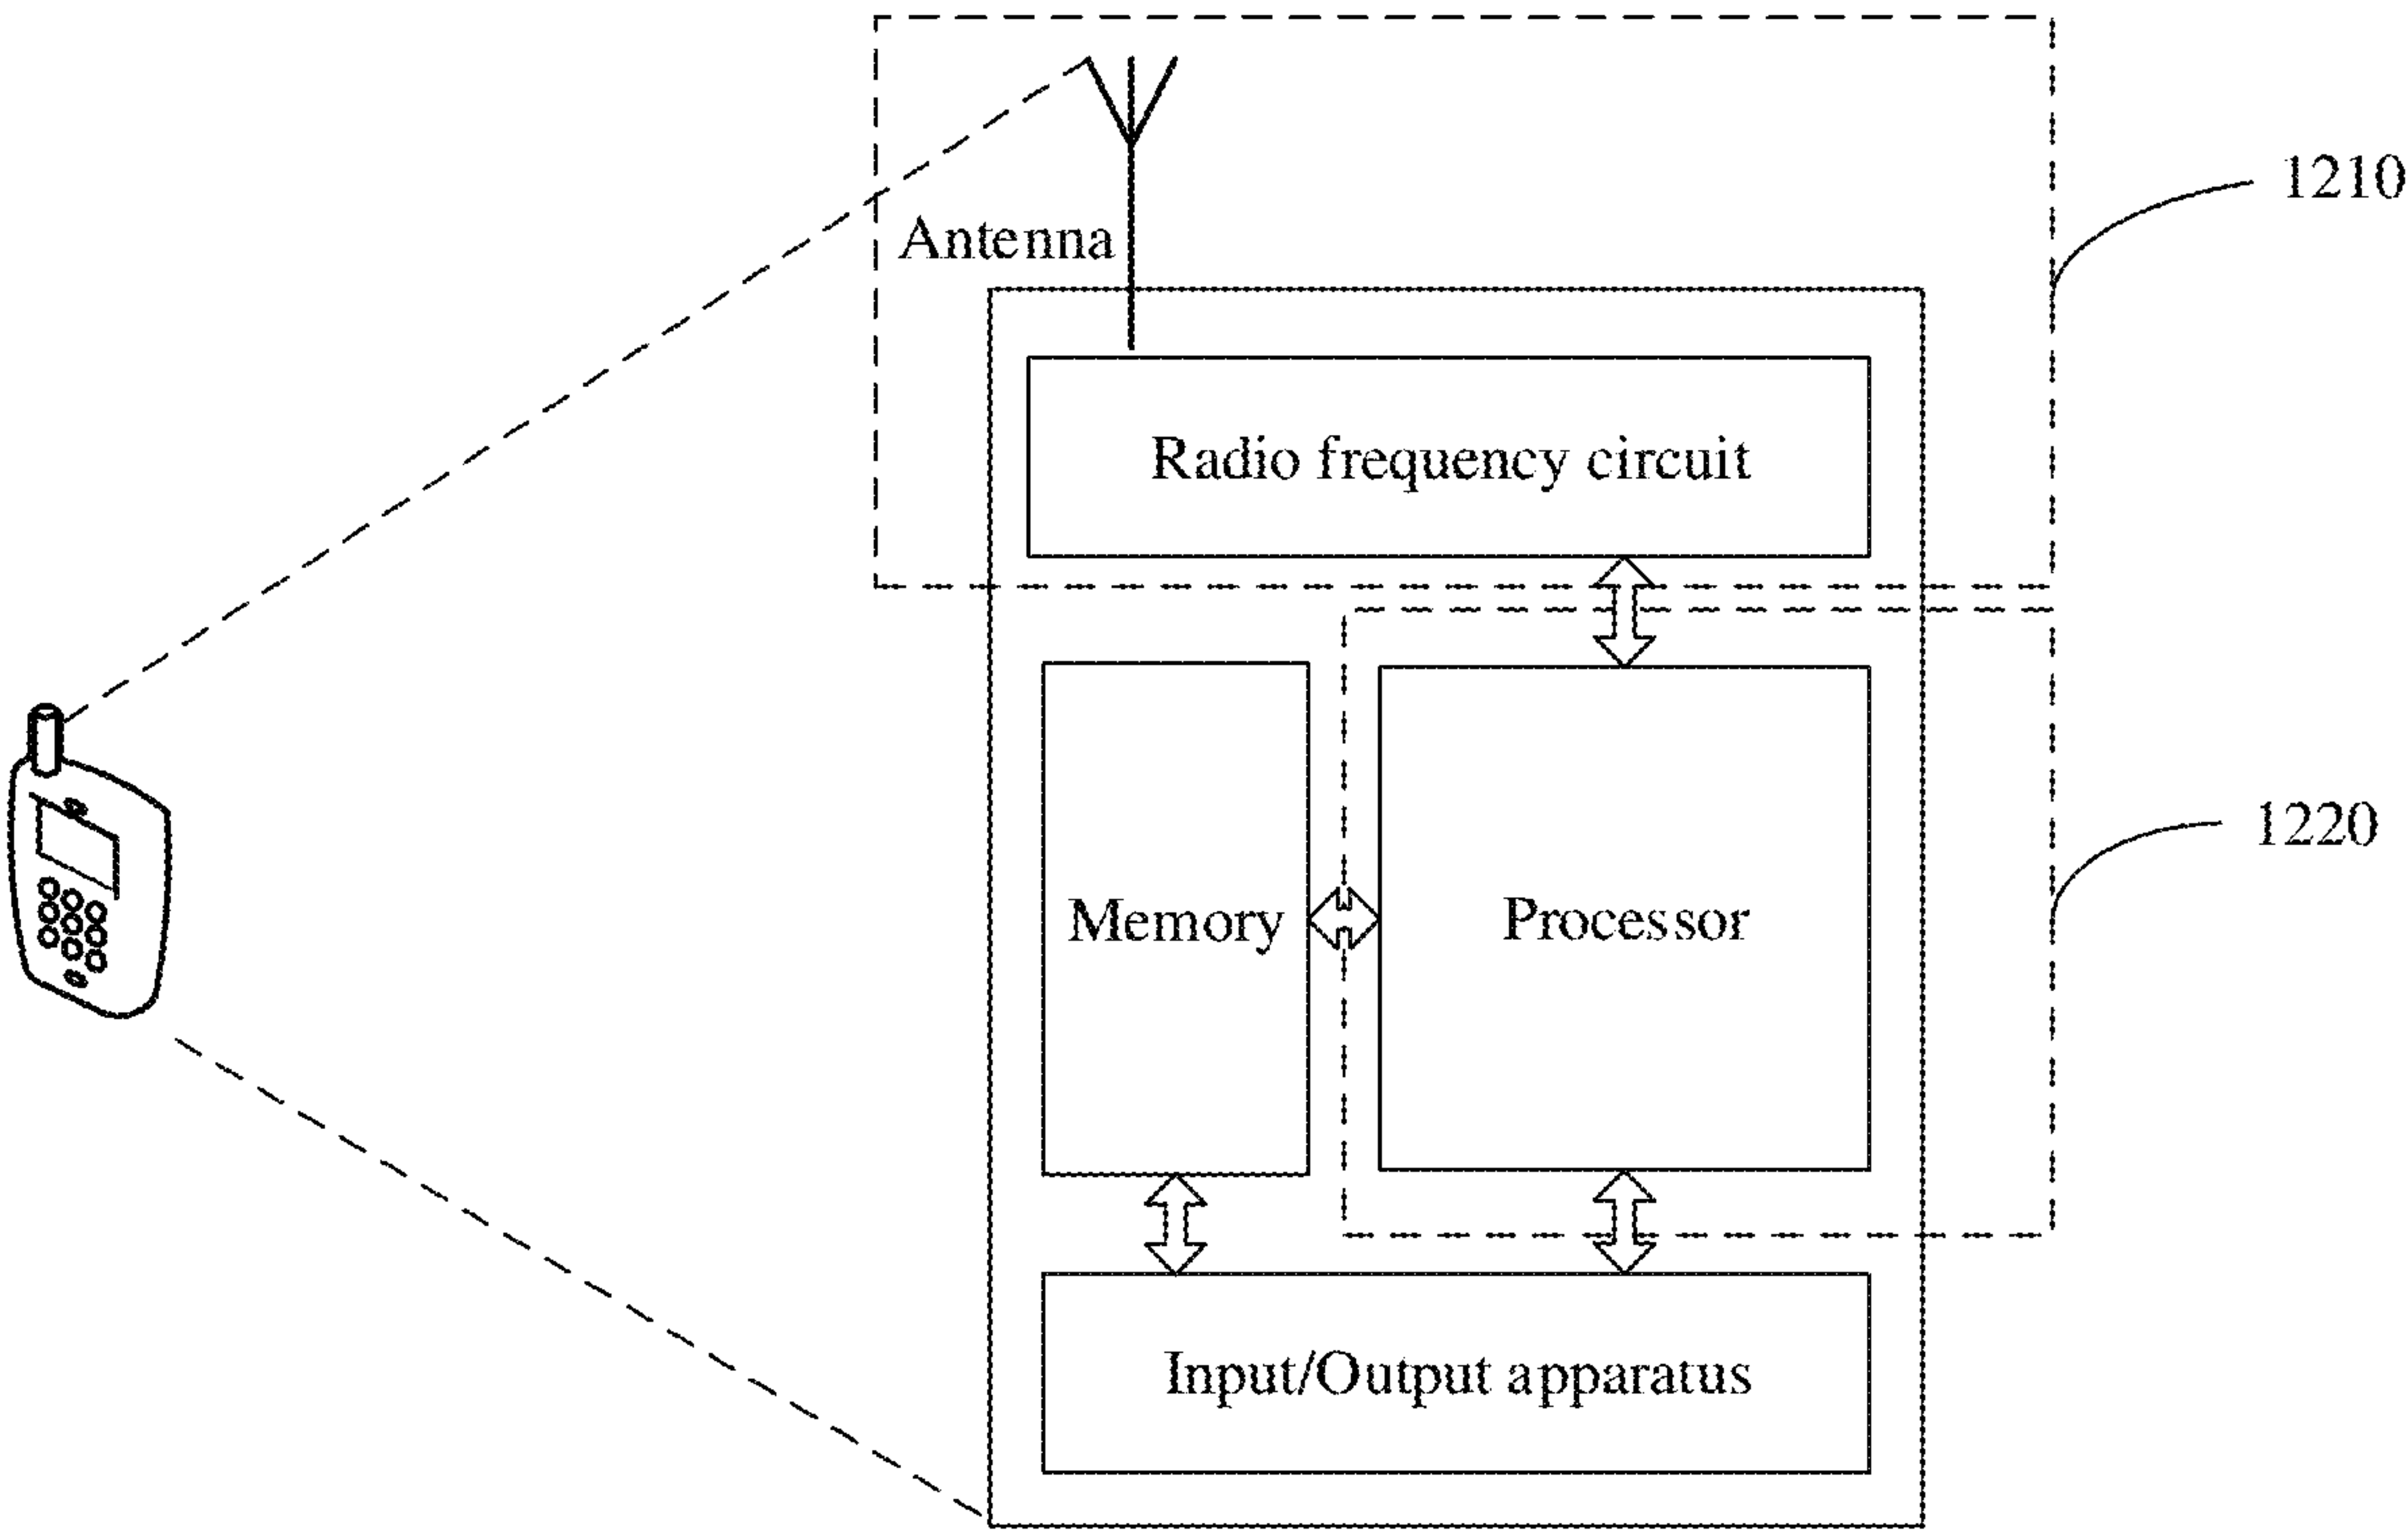 1210
Antenna
Radio frequency circuit
1220
Memory
Processor
Input/Output apparatus